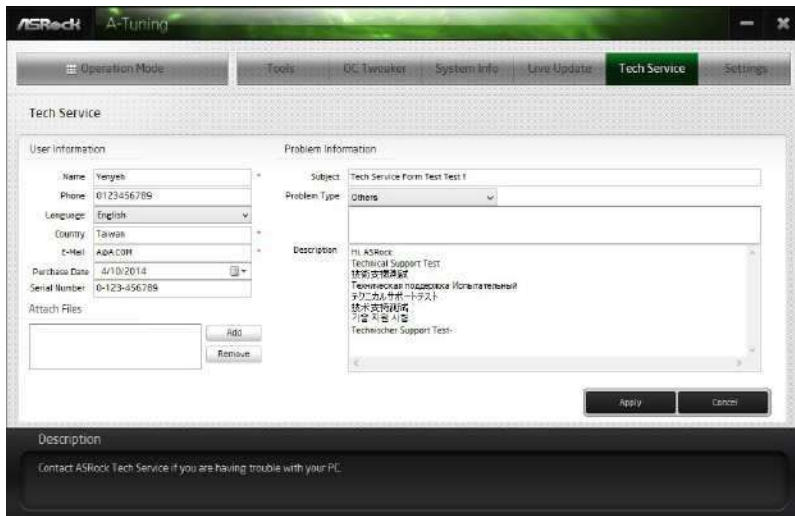 ASRock A-Tuning
Operation Mode Tools OC Tweaker System Info Live Update Tech Service Settings
Tech Service
User Information
Name Yenyeh *
Phone 0123456789
Language English
Country Taiwan *
E-Mail A@A.COM *
Purchase Date 4/10/2014
Serial Number 0-123-456789
Attach Files
Add
Remove
Problem Information
Subject Tech Service Form Test Test !
Problem Type Others
Description
Hi, ASRock:
Technical Support Test
技術支援測試
Техническая поддержка Испытательный
テクニカルサポートテスト
技术支持测试
기술 지원 시험
Technischer Support Test-
Apply Cancel
Description
Contact ASRock Tech Service if you are having trouble with your PC.